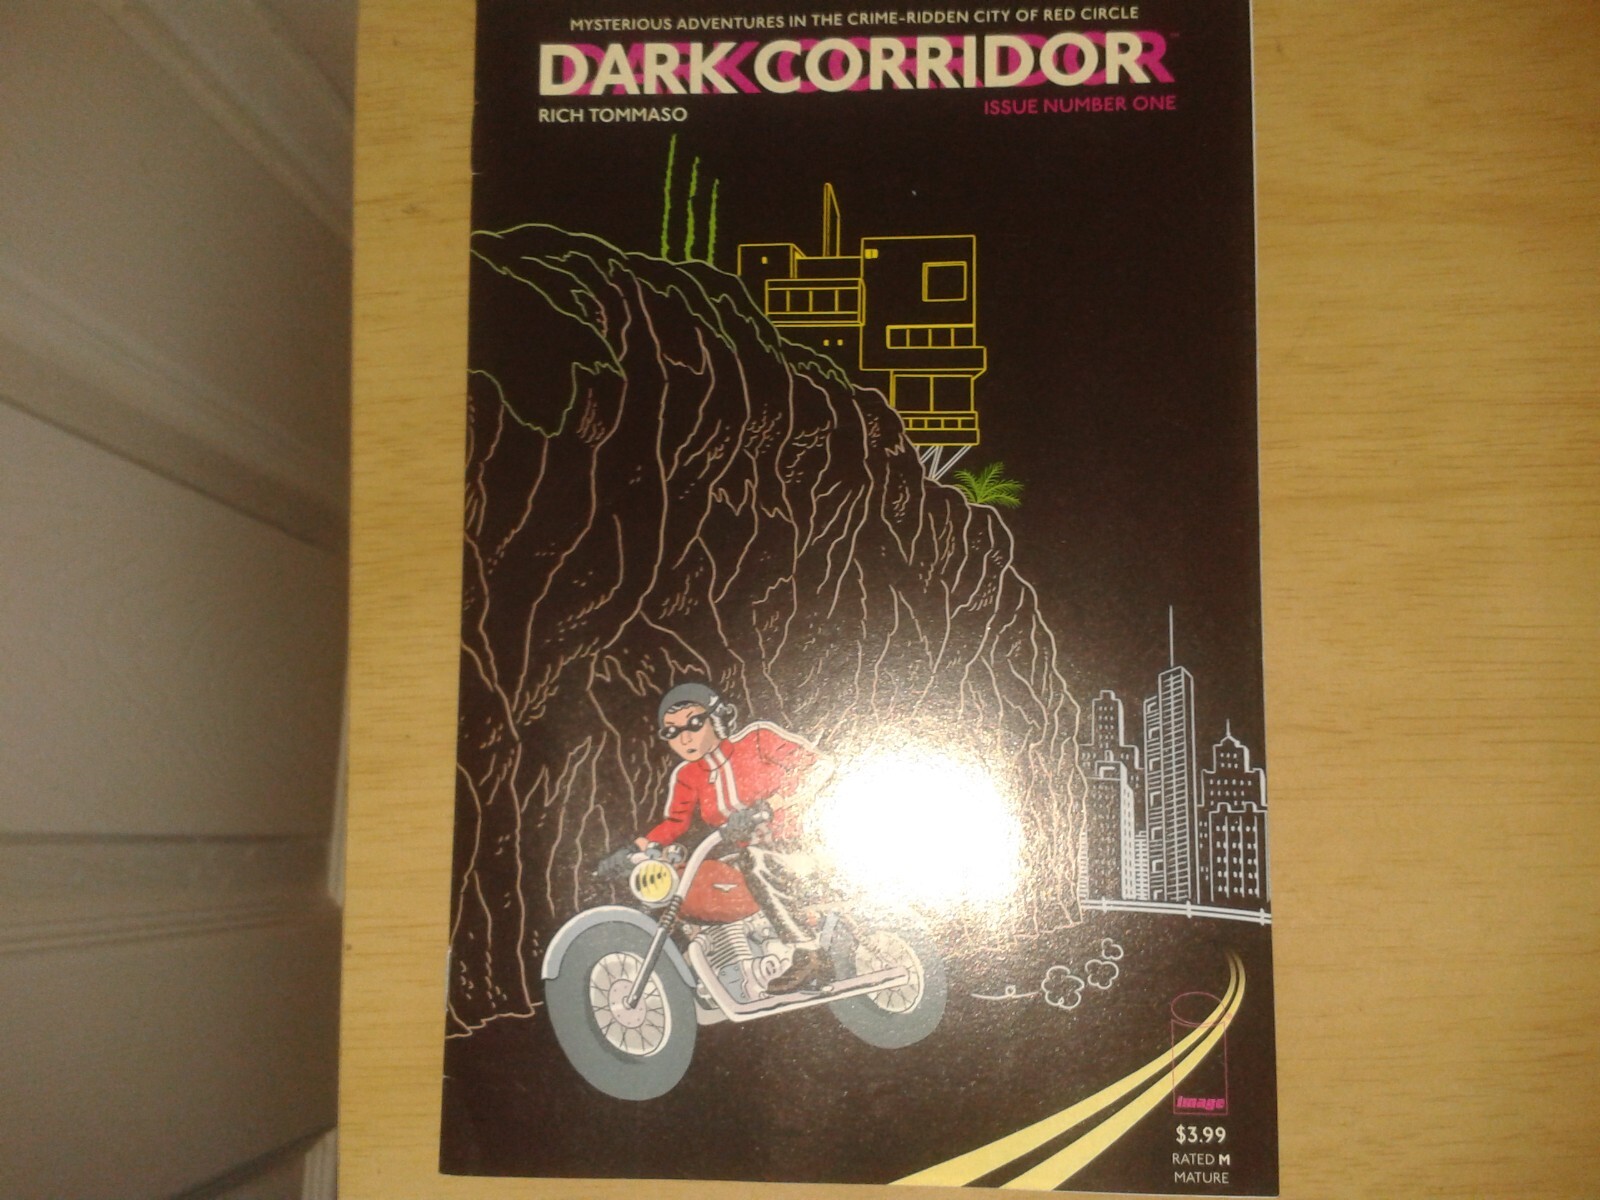 MYSTERIOUS ADVENTURES IN THE CRIME-RIDDEN CITY OF RED CIRCLE
DARK CORRIDOR™
RICH TOMMASO
ISSUE NUMBER ONE
image
$3.99
RATED M
MATURE